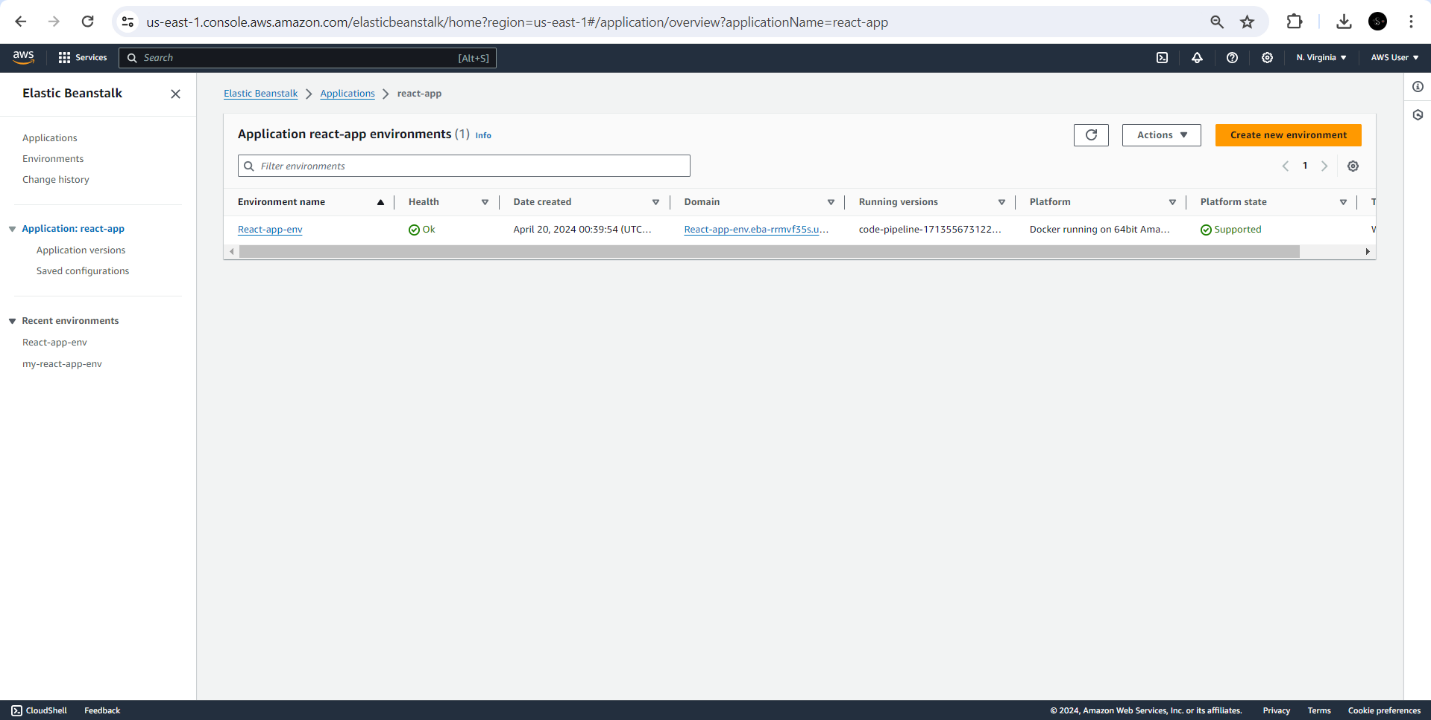 us-east-1.console.aws.amazon.com/elasticbeanstalk/home?region=us-east-1#/application/overview?applicationName=react-app
aws Services Search [Alt+S] N. Virginia ▼ AWS User ▼
Elastic Beanstalk
Applications
Environments
Change history
Application: react-app
Application versions
Saved configurations
Recent environments
React-app-env
my-react-app-env
Elastic Beanstalk > Applications > react-app
Application react-app environments (1) Info
Actions ▼ Create new environment
Filter environments
1
Environment name Health Date created Domain Running versions Platform Platform state T
React-app-env Ok April 20, 2024 00:39:54 (UTC... React-app-env.eba-rrmvf35s.u... code-pipeline-171355673122... Docker running on 64bit Ama... Supported
CloudShell Feedback © 2024, Amazon Web Services, Inc. or its affiliates. Privacy Terms Cookie preferences